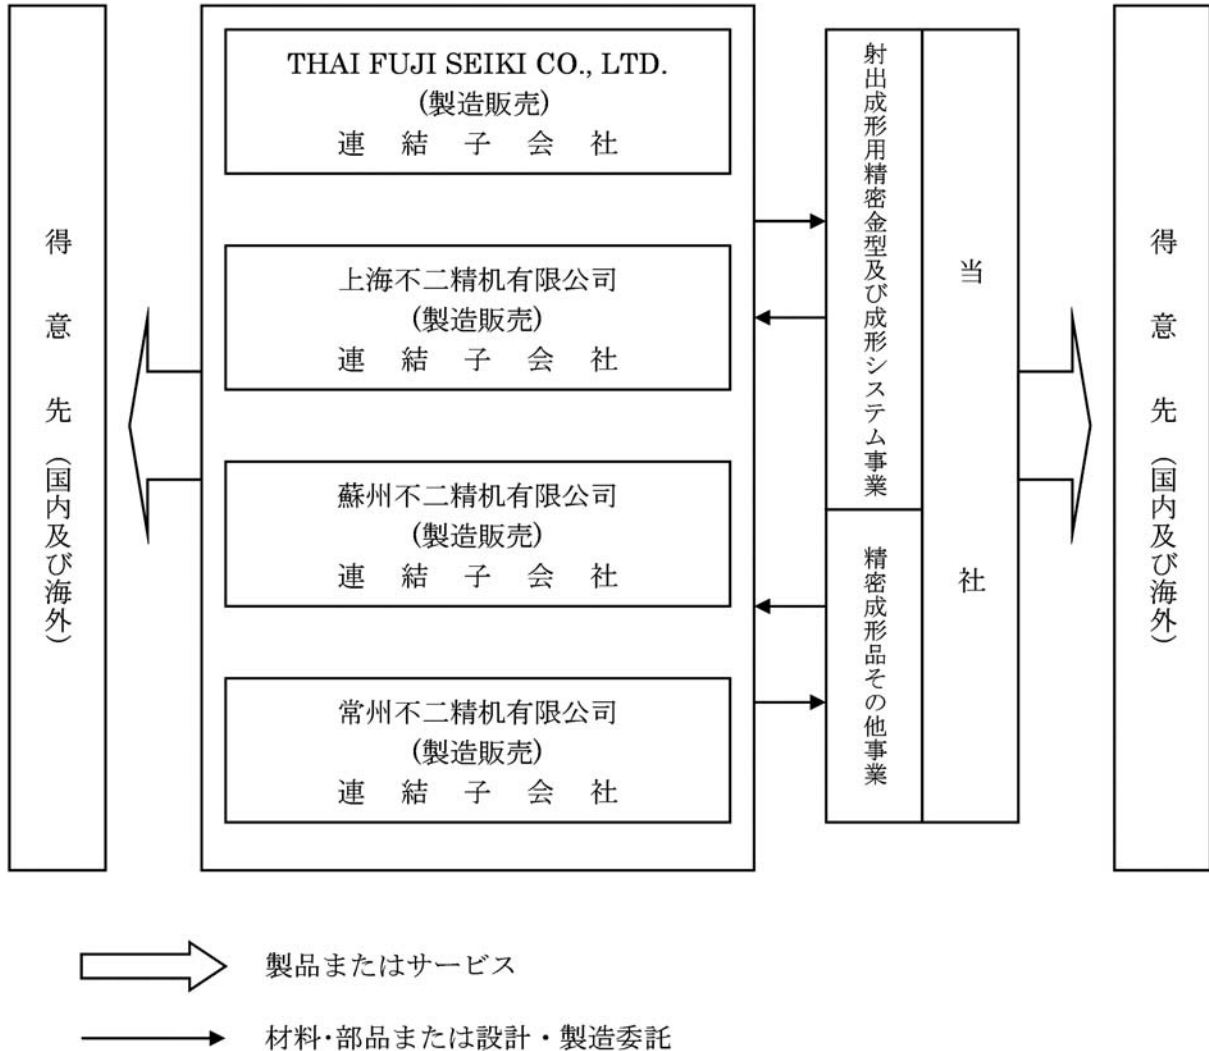 得意先(国内及び海外)
THAI FUJI SEIKI CO., LTD.
(製造販売)
連結子会社
上海不二精机有限公司
(製造販売)
連結子会社
蘇州不二精机有限公司
(製造販売)
連結子会社
常州不二精机有限公司
(製造販売)
連結子会社
射出成形用精密金型及び成形システム事業
精密成形品その他事業
当社
得意先(国内及び海外)
製品またはサービス
材料・部品または設計・製造委託